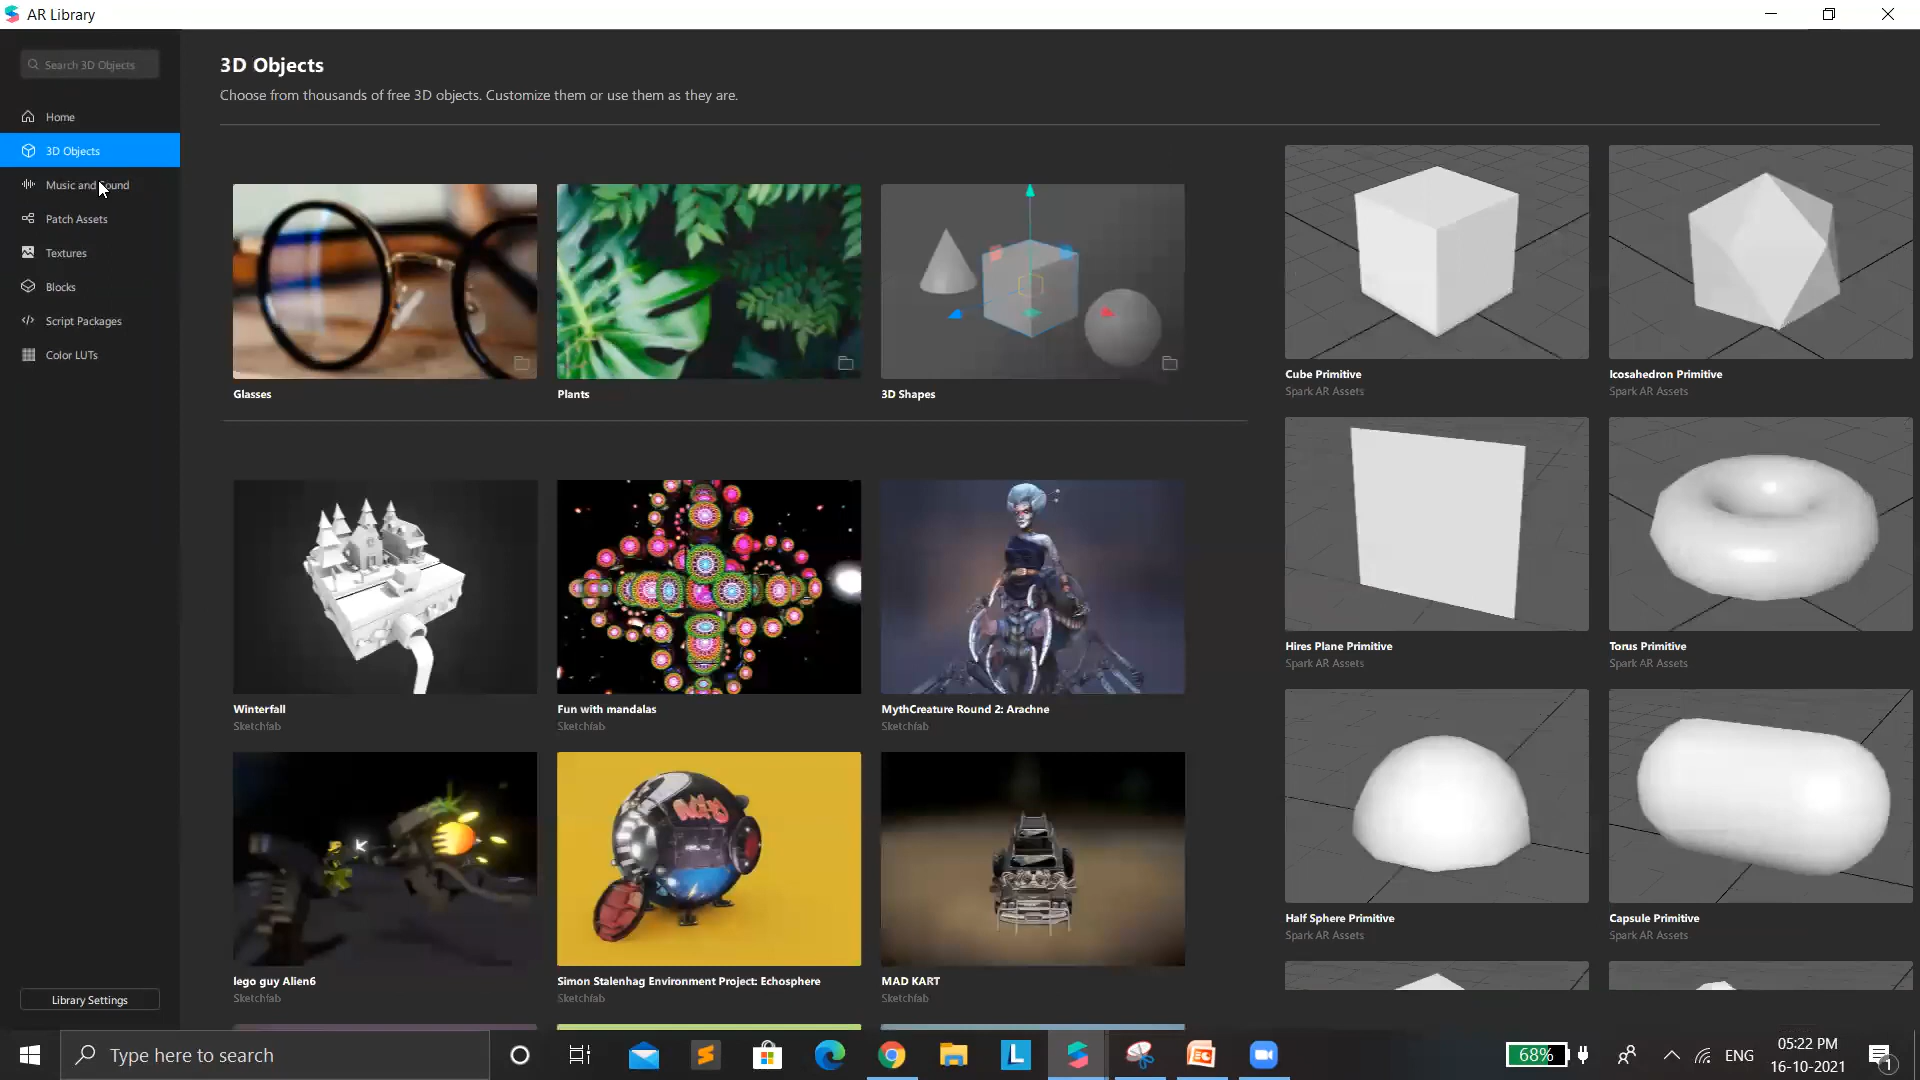 AR Library
Search 3D Objects
Home
3D Objects
Music and Sound
Patch Assets
Textures
Blocks
Script Packages
Color LUTs
Library Settings
3D Objects
Choose from thousands of free 3D objects. Customize them or use them as they are.
Glasses
Plants
3D Shapes
Winterfall
Sketchfab
Fun with mandalas
Sketchfab
MythCreature Round 2: Arachne
Sketchfab
lego guy Alien6
Sketchfab
Simon Stalenhag Environment Project: Echosphere
Sketchfab
MAD KART
Sketchfab
Cube Primitive
Spark AR Assets
Icosahedron Primitive
Spark AR Assets
Hires Plane Primitive
Spark AR Assets
Torus Primitive
Spark AR Assets
Half Sphere Primitive
Spark AR Assets
Capsule Primitive
Spark AR Assets
Type here to search
68%
ENG
05:22 PM
16-10-2021
1